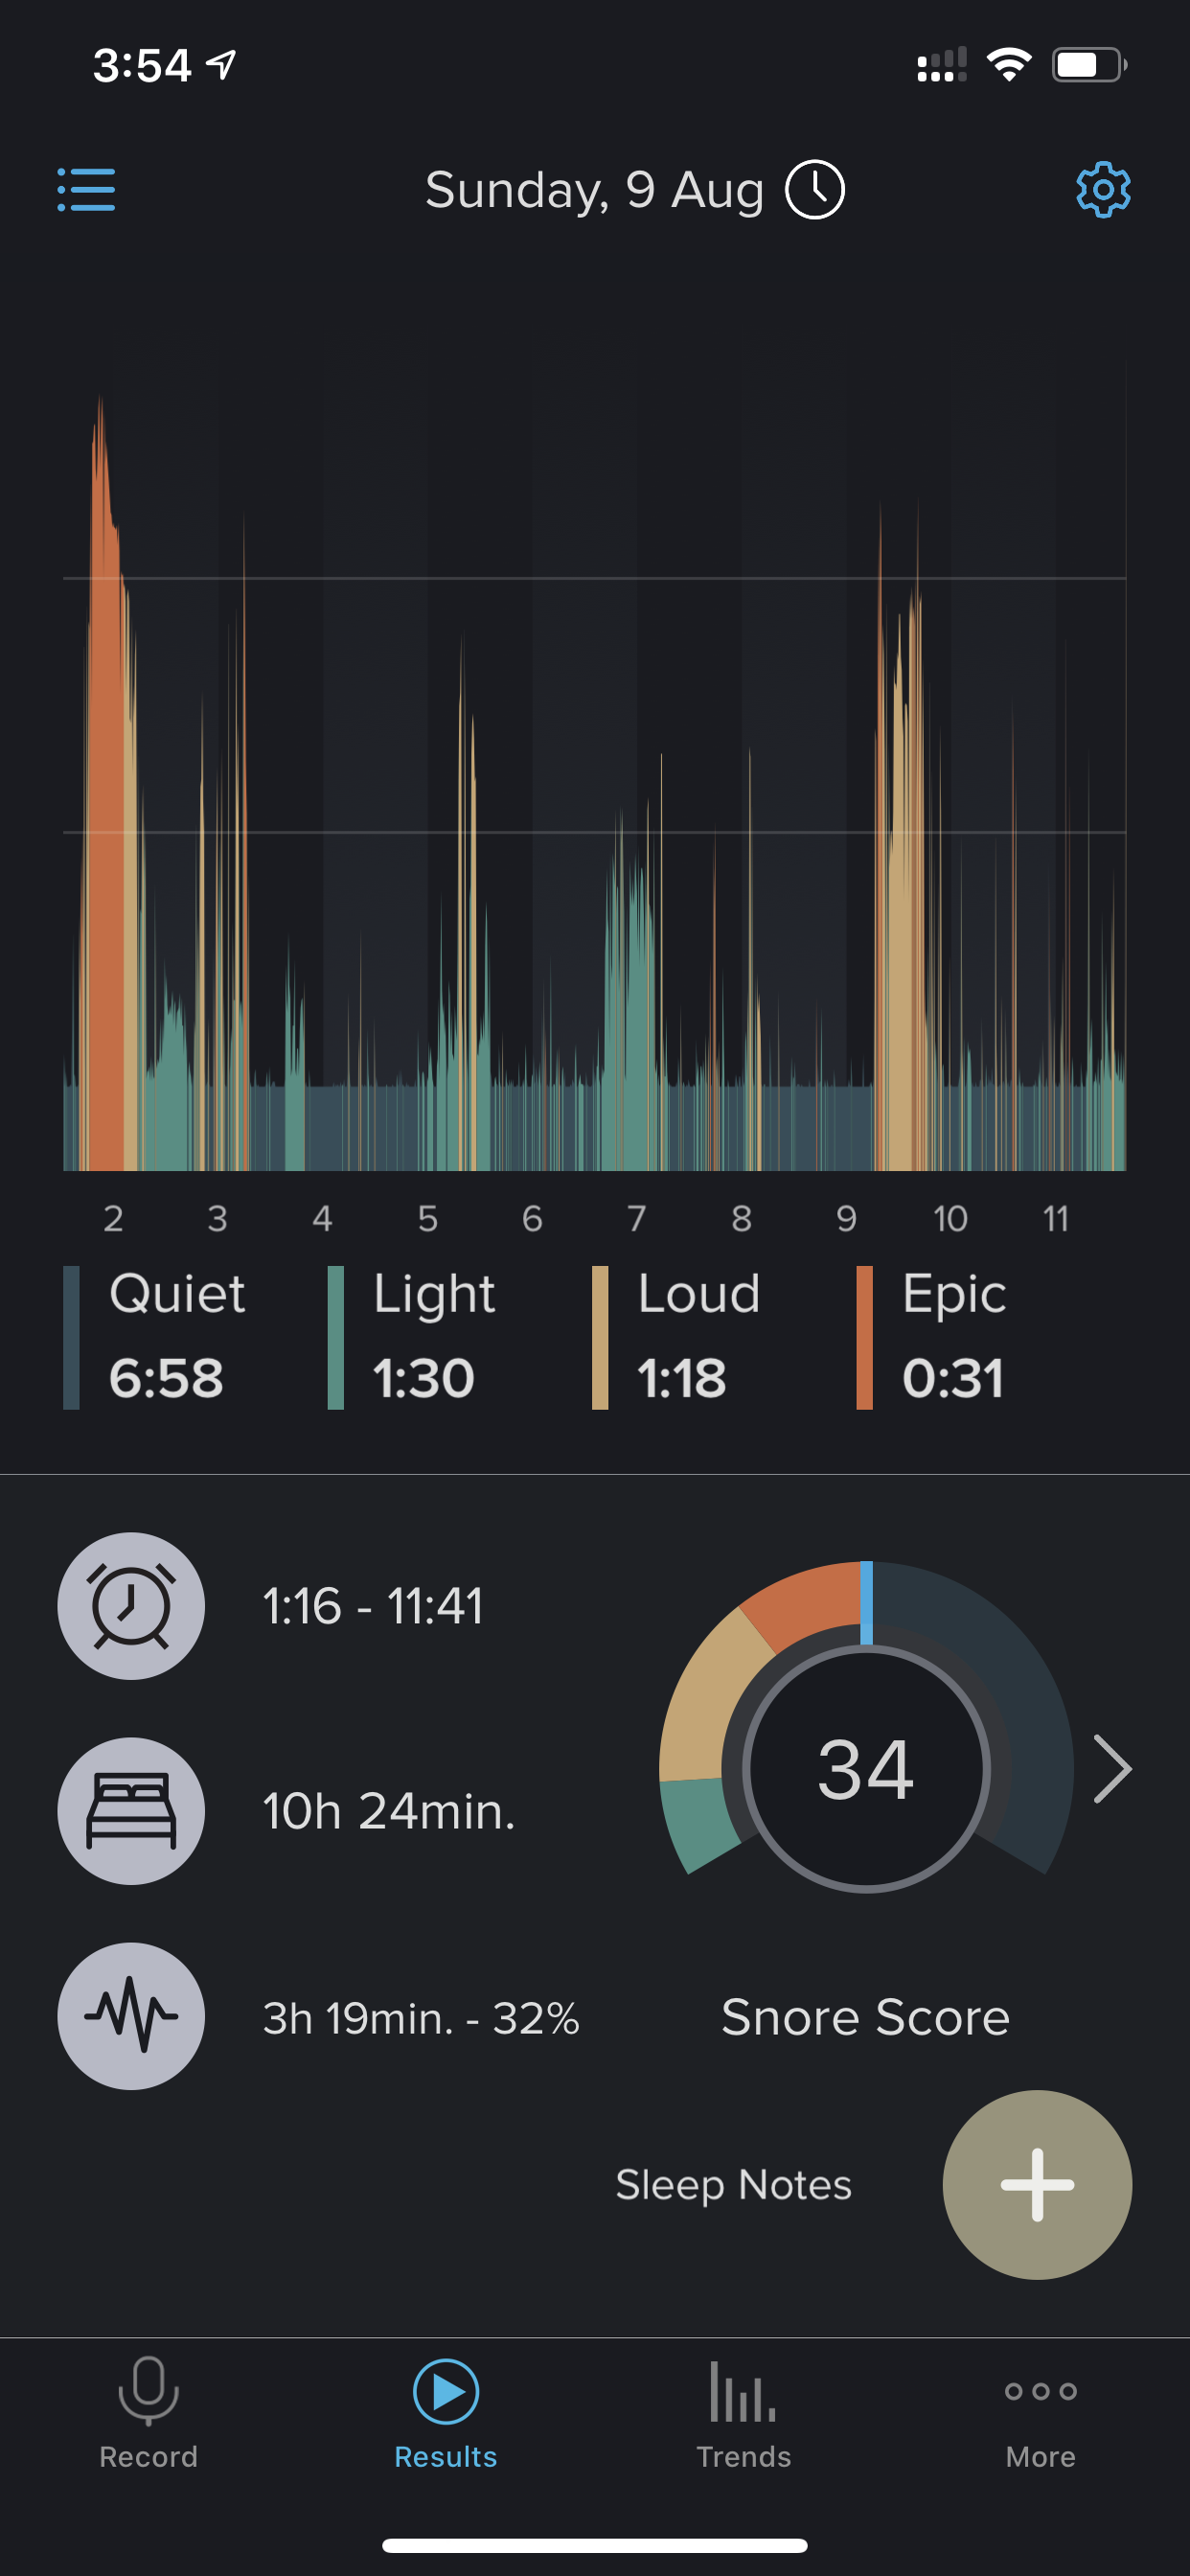 3:54
Sunday, 9 Aug
2 3 4 5 6 7 8 9 10 11
Quiet Light Loud Epic
6:58 1:30 1:18 0:31
1:16 - 11:41
10h 24min.
34
3h 19min. - 32%
Snore Score
Sleep Notes
Record Results Trends More